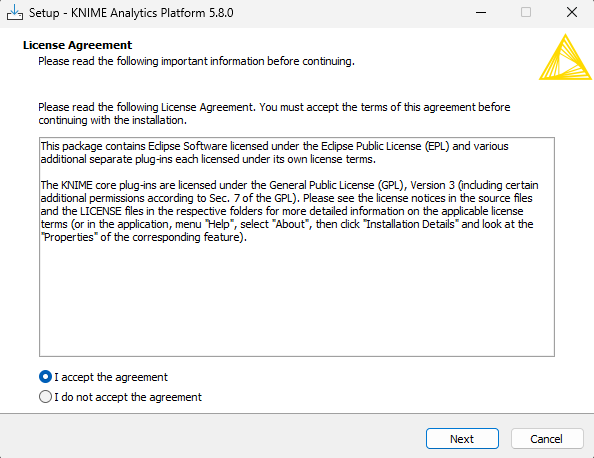 Setup - KNIME Analytics Platform 5.8.0
License Agreement
Please read the following important information before continuing.
Please read the following License Agreement. You must accept the terms of this agreement before
continuing with the installation.
This package contains Eclipse Software licensed under the Eclipse Public License (EPL) and various
additional separate plug-ins each licensed under its own license terms.
The KNIME core plug-ins are licensed under the General Public License (GPL), Version 3 (including certain
additional permissions according to Sec. 7 of the GPL). Please see the license notices in the source files
and the LICENSE files in the respective folders for more detailed information on the applicable license
terms (or in the application, menu "Help", select "About", then click "Installation Details" and look at the
"Properties" of the corresponding feature).
I accept the agreement
I do not accept the agreement
Next
Cancel